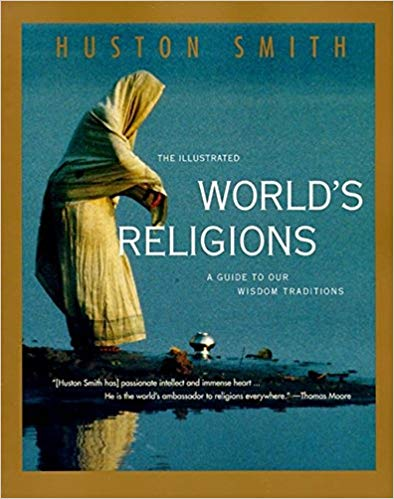 HUSTON SMITH
THE ILLUSTRATED
WORLD'S
RELIGIONS
A GUIDE TO OUR
WISDOM TRADITIONS
"[Huston Smith has] passionate intellect and immense heart ...
He is the world's ambassador to religions everywhere." —Thomas Moore